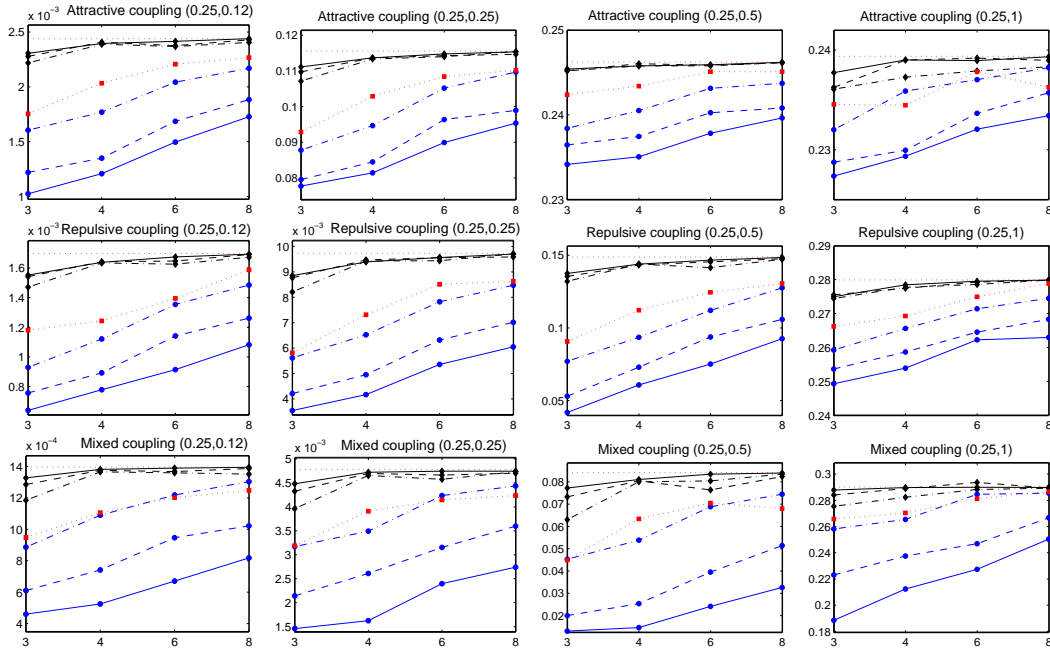 x 10⁻³ Attractive coupling (0.25,0.12)
2.5
2
1.5
1
3 4 6 8
Attractive coupling (0.25,0.25)
0.12
0.11
0.1
0.09
0.08
3 4 6 8
Attractive coupling (0.25,0.5)
0.25
0.24
0.23
3 4 6 8
Attractive coupling (0.25,1)
0.24
0.23
3 4 6 8
x 10⁻³ Repulsive coupling (0.25,0.12)
1.6
1.4
1.2
1
0.8
3 4 6 8
x 10⁻³ Repulsive coupling (0.25,0.25)
10
9
8
7
6
5
4
3 4 6 8
Repulsive coupling (0.25,0.5)
0.15
0.1
0.05
3 4 6 8
Repulsive coupling (0.25,1)
0.29
0.28
0.27
0.26
0.25
0.24
3 4 6 8
x 10⁻⁴ Mixed coupling (0.25,0.12)
14
12
10
8
6
4
3 4 6 8
x 10⁻³ Mixed coupling (0.25,0.25)
5
4.5
4
3.5
3
2.5
2
1.5
3 4 6 8
Mixed coupling (0.25,0.5)
0.08
0.07
0.06
0.05
0.04
0.03
0.02
3 4 6 8
Mixed coupling (0.25,1)
0.3
0.29
0.28
0.26
0.24
0.22
0.2
0.18
3 4 6 8